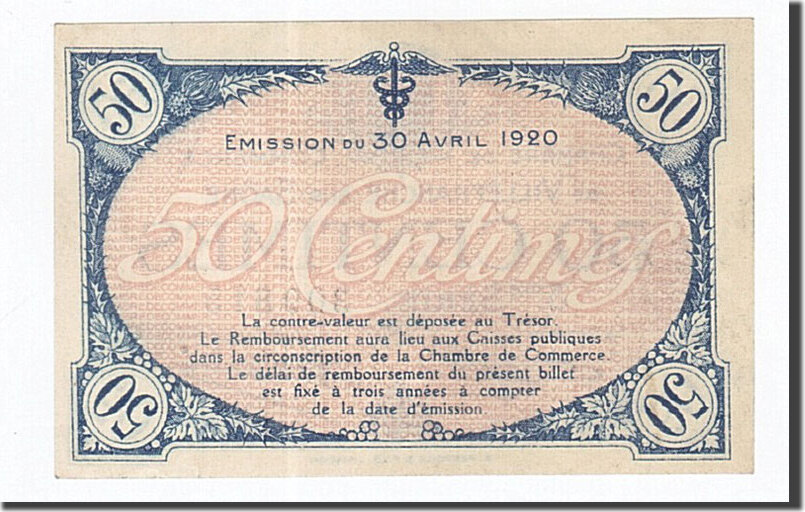 50
50
EMISSION DU 30 AVRIL 1920
50 Centimes
La contre-valeur est déposée au Trésor.
Le Remboursement aura lieu aux Caisses publiques
dans la circonscription de la Chambre de Commerce.
Le délai de remboursement du présent billet
est fixé à trois années à compter
de la date d'émission.
50
50